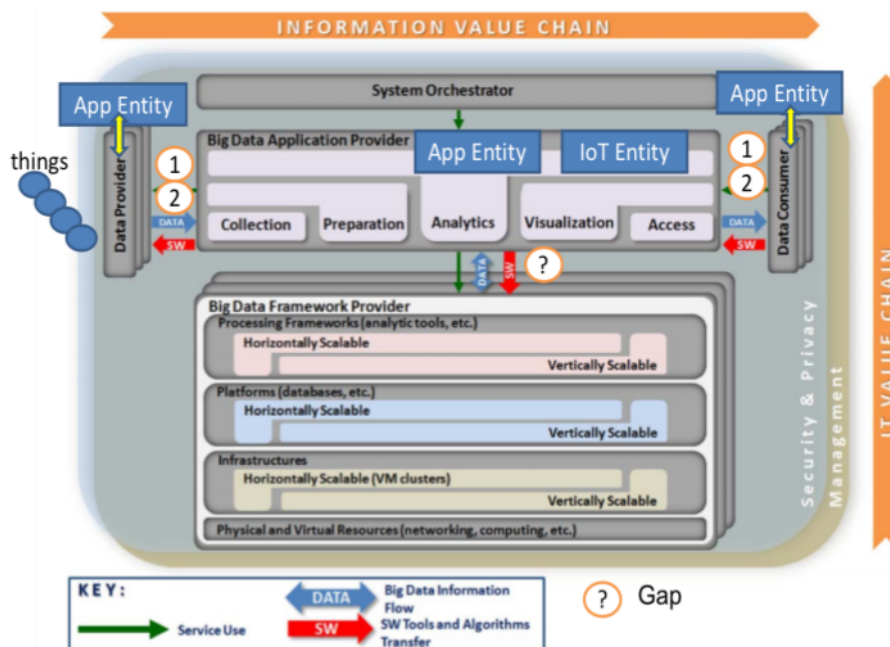 INFORMATION VALUE CHAIN
System Orchestrator
App Entity
App Entity
Big Data Application Provider
App Entity
IoT Entity
things
Data Provider
1
2
DATA
SW
Collection
Preparation
Analytics
Visualization
Access
1
2
DATA
SW
Data Consumer
DATA
SW
?
Big Data Framework Provider
Processing Frameworks (analytic tools, etc.)
Horizontally Scalable
Vertically Scalable
Platforms (databases, etc.)
Horizontally Scalable
Vertically Scalable
Infrastructures
Horizontally Scalable (VM clusters)
Vertically Scalable
Physical and Virtual Resources (networking, computing, etc.)
Security & Privacy
Management
IT VALUE CHAIN
KEY:
Service Use
DATA
Big Data Information
Flow
SW
SW Tools and Algorithms
Transfer
?
Gap